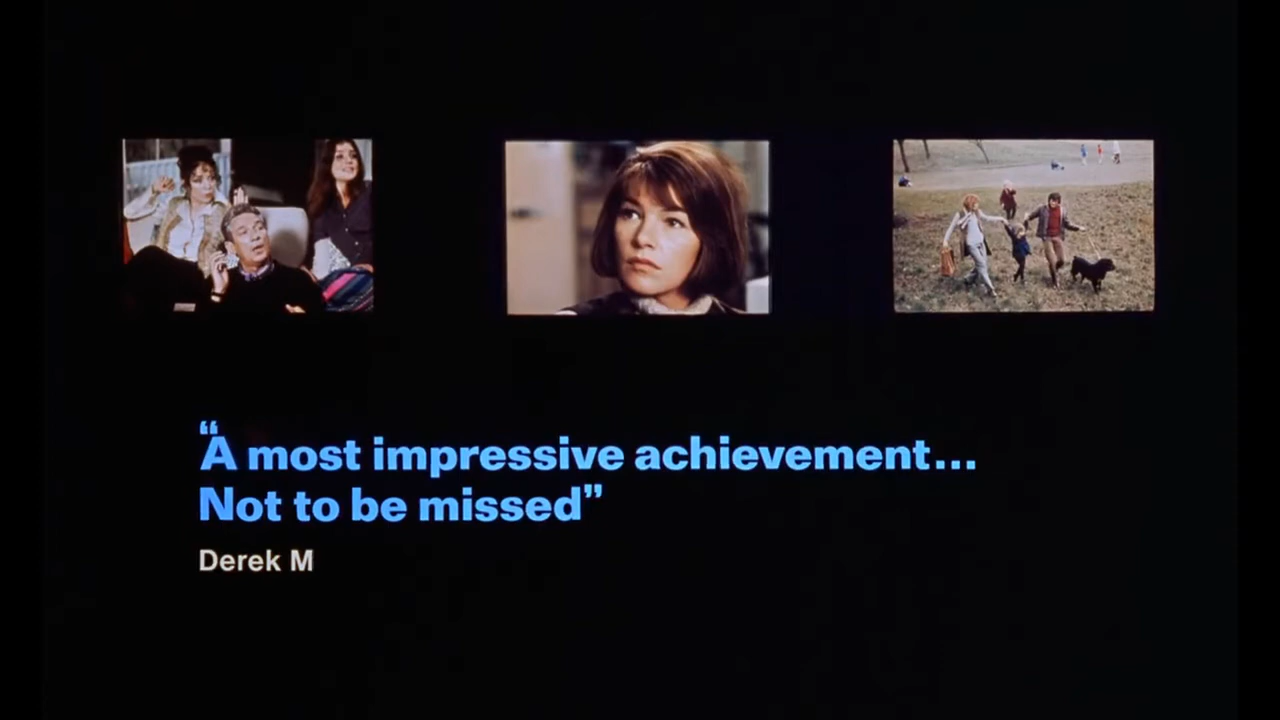 “A most impressive achievement...
Not to be missed”
Derek M